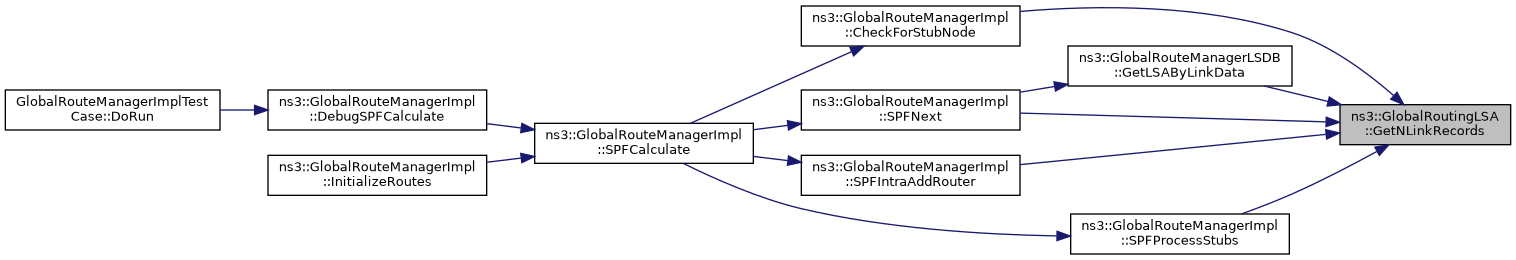 GlobalRouteManagerImplTest
Case::DoRun
ns3::GlobalRouteManagerImpl
::DebugSPFCalculate
ns3::GlobalRouteManagerImpl
::InitializeRoutes
ns3::GlobalRouteManagerImpl
::SPFCalculate
ns3::GlobalRouteManagerImpl
::CheckForStubNode
ns3::GlobalRouteManagerImpl
::SPFNext
ns3::GlobalRouteManagerImpl
::SPFIntraAddRouter
ns3::GlobalRouteManagerLSDB
::GetLSAByLinkData
ns3::GlobalRouteManagerImpl
::SPFProcessStubs
ns3::GlobalRoutingLSA
::GetNLinkRecords